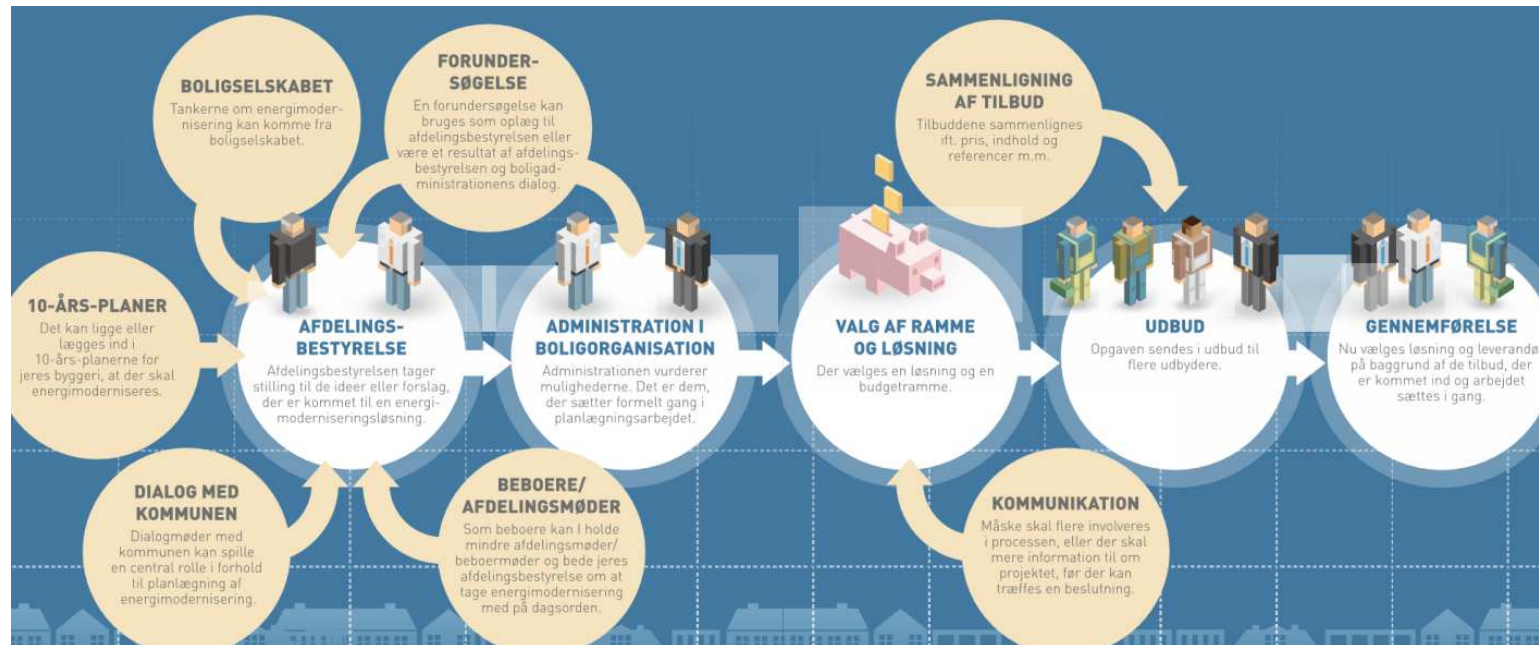 BOLIGSELSKABET
Tankerne om energimoder-
nisering kan komme fra
boligselskabet.
FORUNDER-
SØGELSE
En forundersøgelse kan
bruges som oplæg til
afdelingsbestyrelsen eller
være et resultat af afdelings-
bestyrelsen og boligad-
ministrationens dialog.
SAMMENLIGNING
AF TILBUD
Tilbuddene sammenlignes
ift. pris, indhold og
referencer m.m.
10-ÅRS-PLANER
Det kan ligge eller
lægges ind i
10-års-planerne for
jeres byggeri, at der skal
energimoderniseres.
AFDELINGS-
BESTYRELSE
Afdelingsbestyrelsen tager
stilling til de ideer eller forslag,
der er kommet til en energi-
moderniseringsløsning.
ADMINISTRATION I
BOLIGORGANISATION
Administrationen vurderer
mulighederne. Det er dem,
der sætter formelt gang i
planlægningsarbejdet.
VALG AF RAMME
OG LØSNING
Der vælges en løsning og en
budgetramme.
UDBUD
Opgaven sendes i udbud til
flere udbydere.
GENNEMFØRELSE
Nu vælges løsning og leverandø
på baggrund af de tilbud, der
er kommet ind og arbejdet
sættes i gang.
DIALOG MED
KOMMUNEN
Dialogmøder med
kommunen kan spille
en central rolle i forhold
til planlægning af
energimodernisering.
BEBOERE/
AFDELINGSMØDER
Som beboere kan I holde
mindre afdelingsmøder/
beboermøder og bede jeres
afdelingsbestyrelse om at
tage energimodernisering
med på dagsorden.
KOMMUNIKATION
Måske skal flere involveres
i processen, eller der skal
mere information til om
projektet, før der kan
træffes en beslutning.